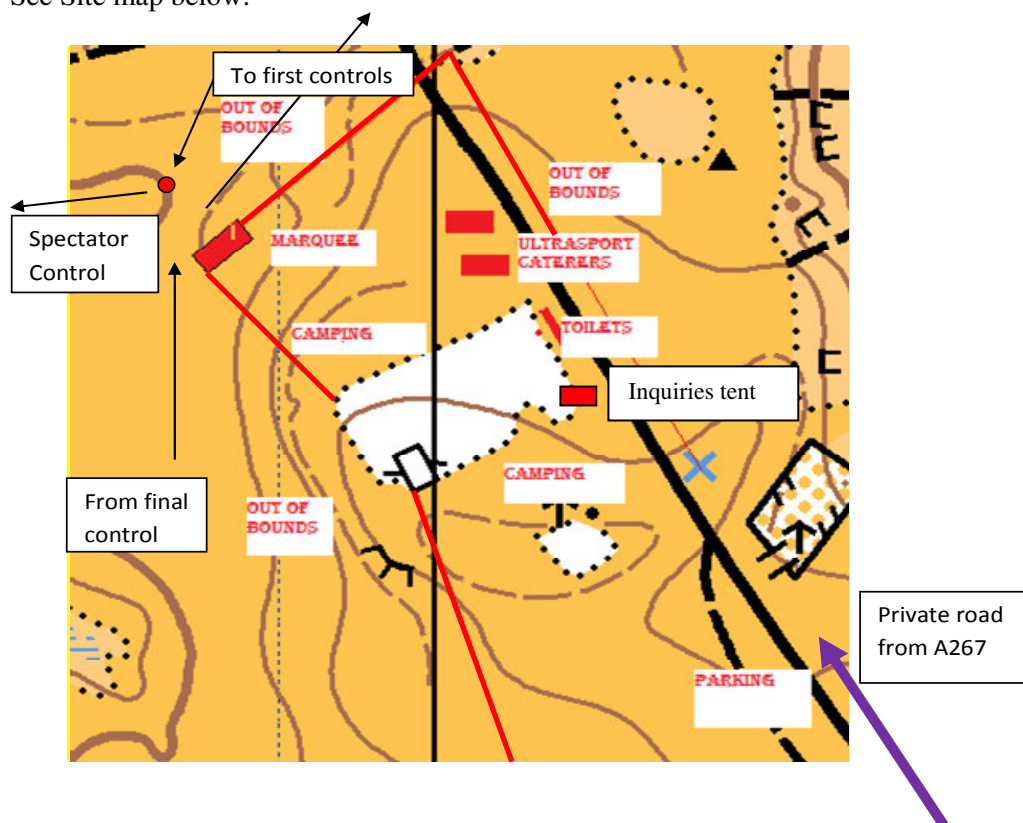 See Site map below:
To first controls
OUT OF
BOUNDS
OUT OF
BOUNDS
Spectator
Control
MARQUEE
ULTRASPORT
CATERERS
CAMPING
TOILETS
Inquiries tent
CAMPING
From final
control
OUT OF
BOUNDS
Private road
from A267
PARKING